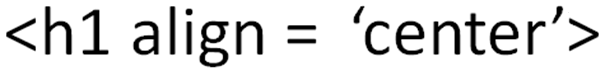 <h1 align = ‘center’>